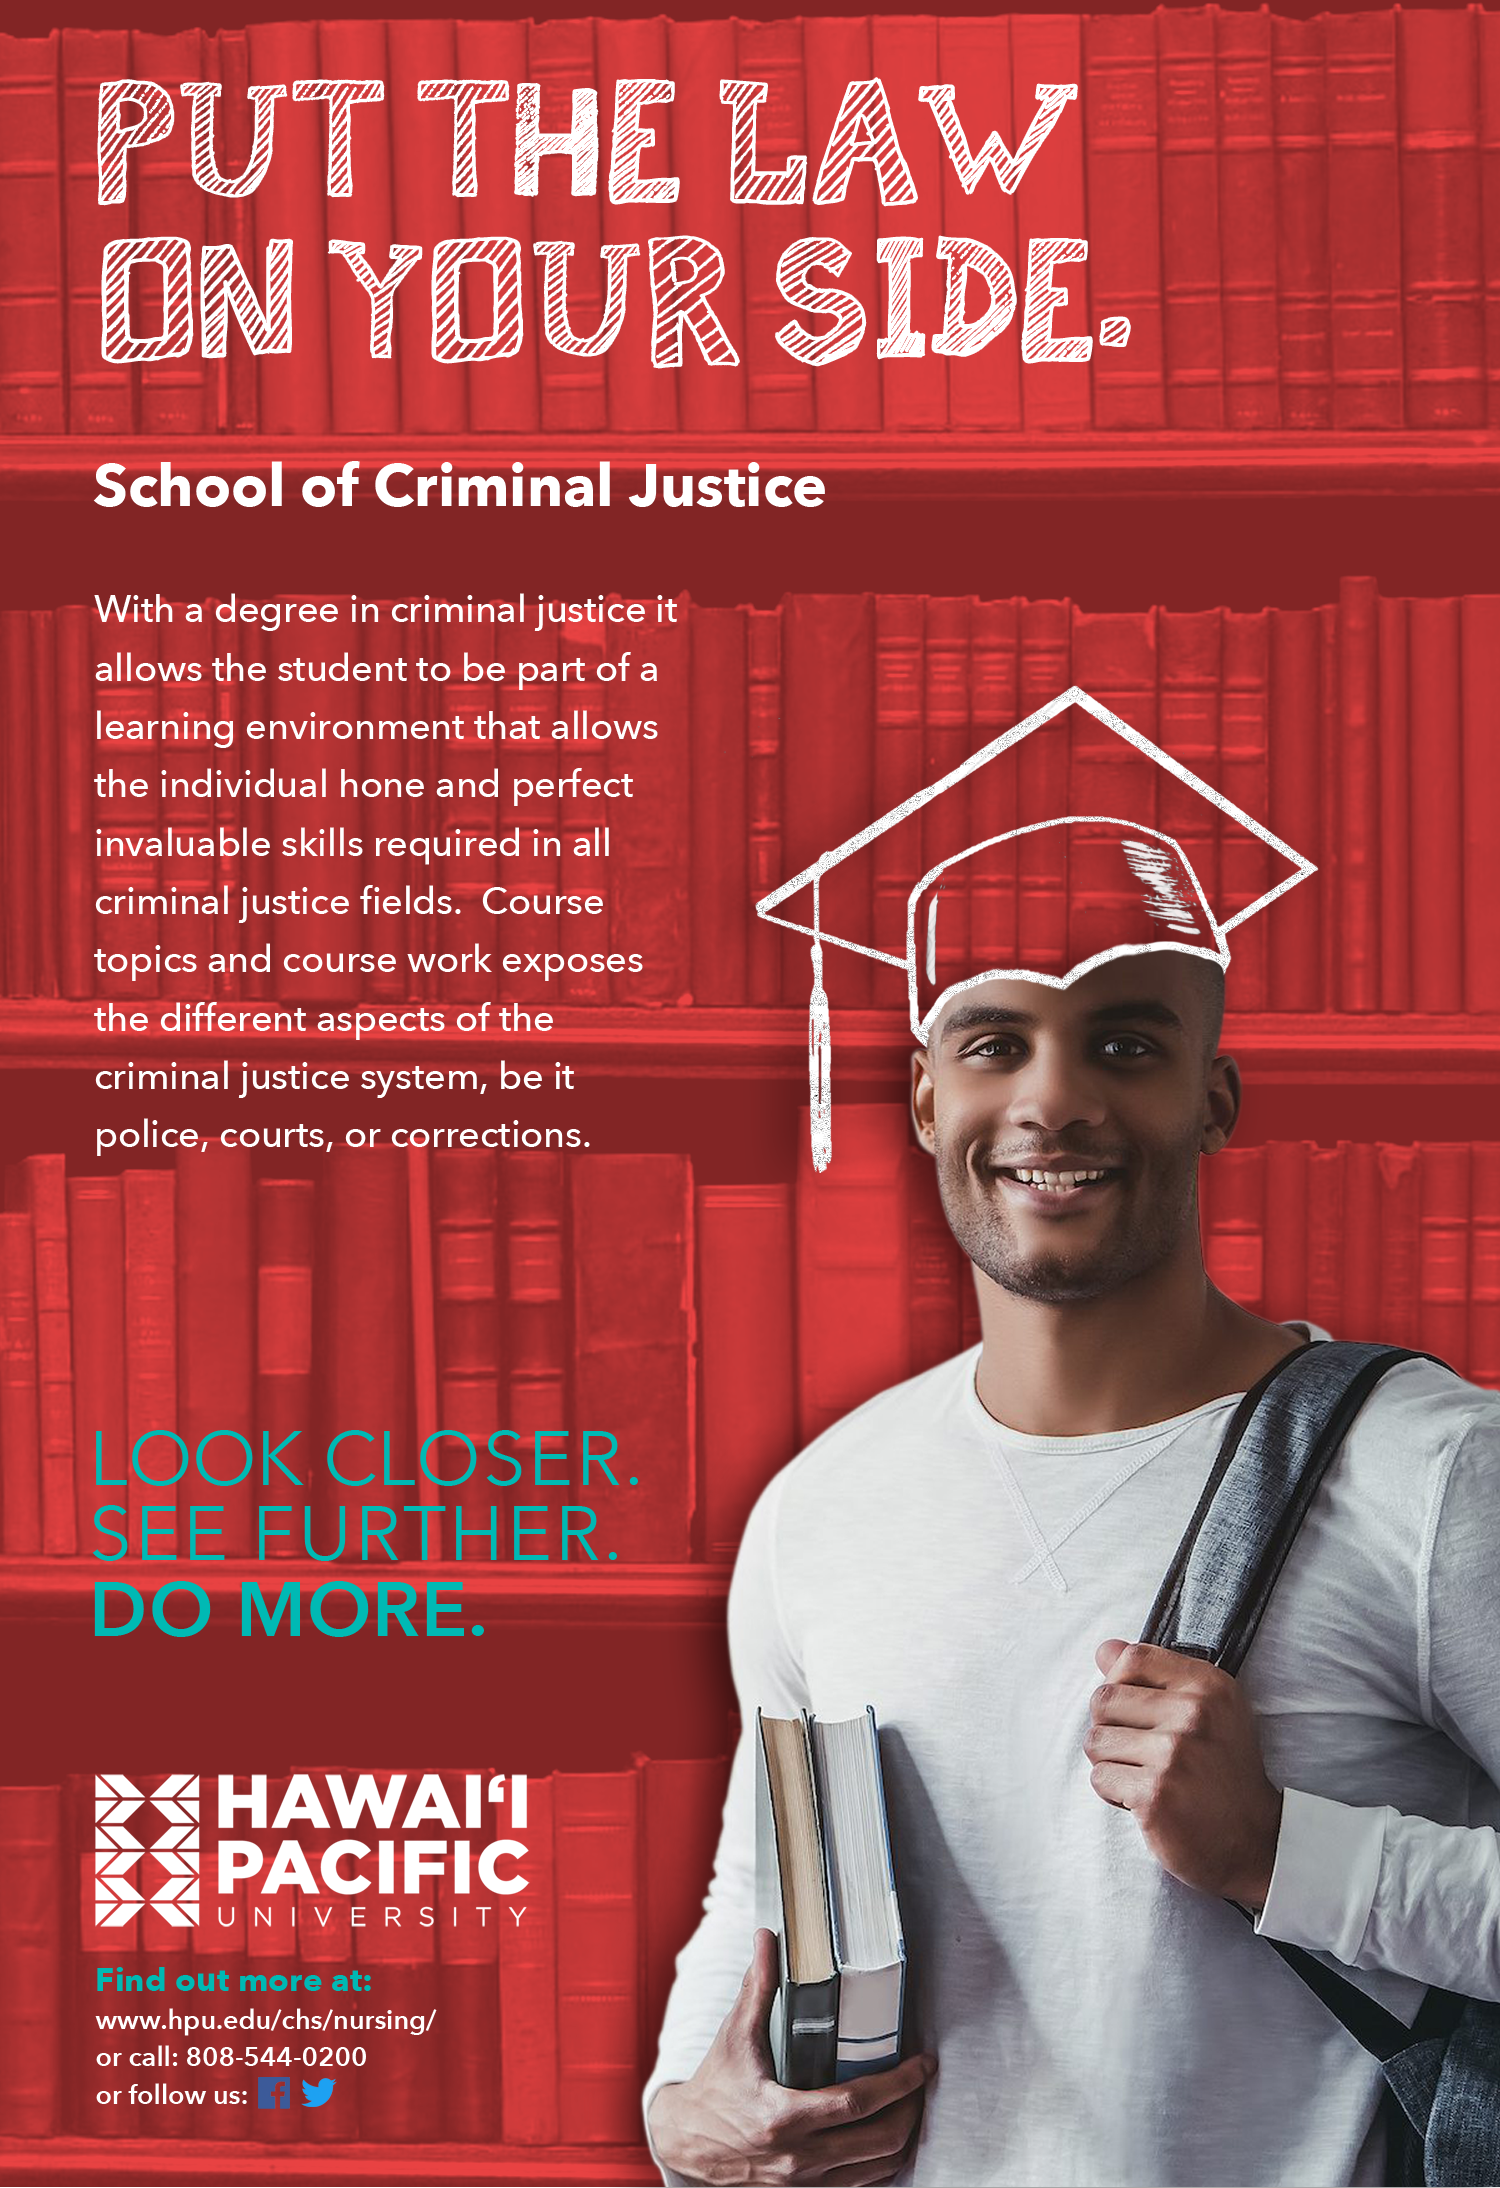 PUT THE LAW
ON YOUR SIDE.
School of Criminal Justice
With a degree in criminal justice it
allows the student to be part of a
learning environment that allows
the individual hone and perfect
invaluable skills required in all
criminal justice fields.  Course
topics and course work exposes
the different aspects of the
criminal justice system, be it
police, courts, or corrections.
LOOK CLOSER.
SEE FURTHER.
DO MORE.
HAWAIʻI
PACIFIC
UNIVERSITY
Find out more at:
www.hpu.edu/chs/nursing/
or call: 808-544-0200
or follow us: